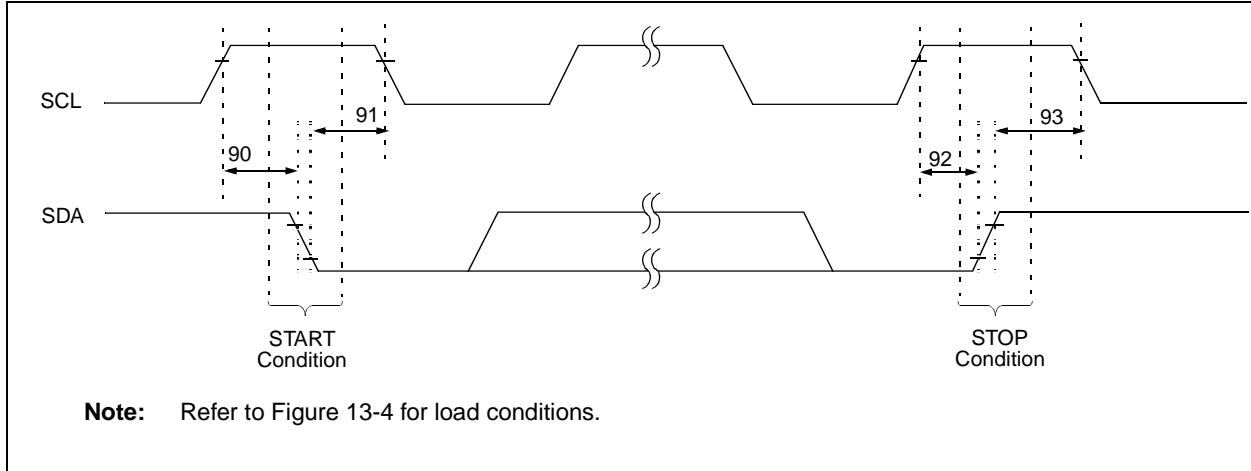 SCL
91
93
90
92
SDA
START
Condition
STOP
Condition
Note: Refer to Figure 13-4 for load conditions.